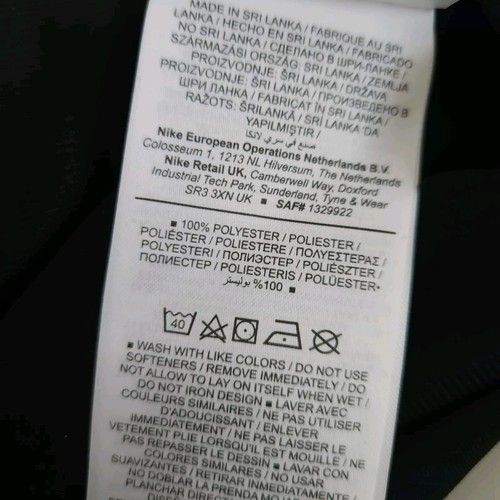 MADE IN SRI LANKA / FABRIQUE AU SRI
LANKA / HECHO EN SRI LANKA / FABRICADO
NO SRI LANKA / СДЕЛАНО В ШРИ-ЛАНКЕ /
SZÁRMAZÁSI ORSZÁG: SRI LANKA / ZEMLJA
PROIZVODNJE: ŠRI LANKA / DRŽAVA
PROIZVODNJE: ŠRI LANKA / ПРОИЗВЕДЕНО В
ШРИ ЛАНКА / FABRICAT ÎN SRI LANKA /
RAŽOTS: ŠRILANKĀ / SRI LANKA'DA
YAPILMIŞTIR /
صنع في سري لانكا
Nike European Operations Netherlands B.V.
Colosseum 1, 1213 NL Hilversum, The Netherlands
Nike Retail UK, Camberwell Way, Doxford
Industrial Tech Park, Sunderland, Tyne & Wear
SR3 3XN UK ■ SAF# 1329922
■ 100% POLYESTER / POLIESTER /
POLIÉSTER / POLIESTERE / ΠΟΛΥΕΣΤΕΡΑΣ /
POLYESTERI / ПОЛИЭСТЕР / POLIÉSZTER /
ПОЛИЕСТЕР / POLIESTERIS / POLÜESTER
100% بوليستر ■
40
■ WASH WITH LIKE COLORS / DO NOT USE
SOFTENERS / REMOVE IMMEDIATELY / DO
NOT ALLOW TO LAY ON ITSELF WHEN WET /
DO NOT IRON DESIGN ■ LAVER AVEC
COULEURS SIMILAIRES / NE PAS UTILISER
D'ADOUCISSANT / ENLEVER
IMMEDIATEMENT / NE PAS LAISSER LE
VETEMENT PLIE LORSQU'IL EST MOUILLE / NE
PAS REPASSER LE DESSIN ■ LAVAR CON
COLORES SIMILARES / NO USAR
SUAVIZANTES / RETIRAR INMEDIATAMENTE /
NO DOBLAR LA PRENDA MOJADA
PLANCHAR DIRECT